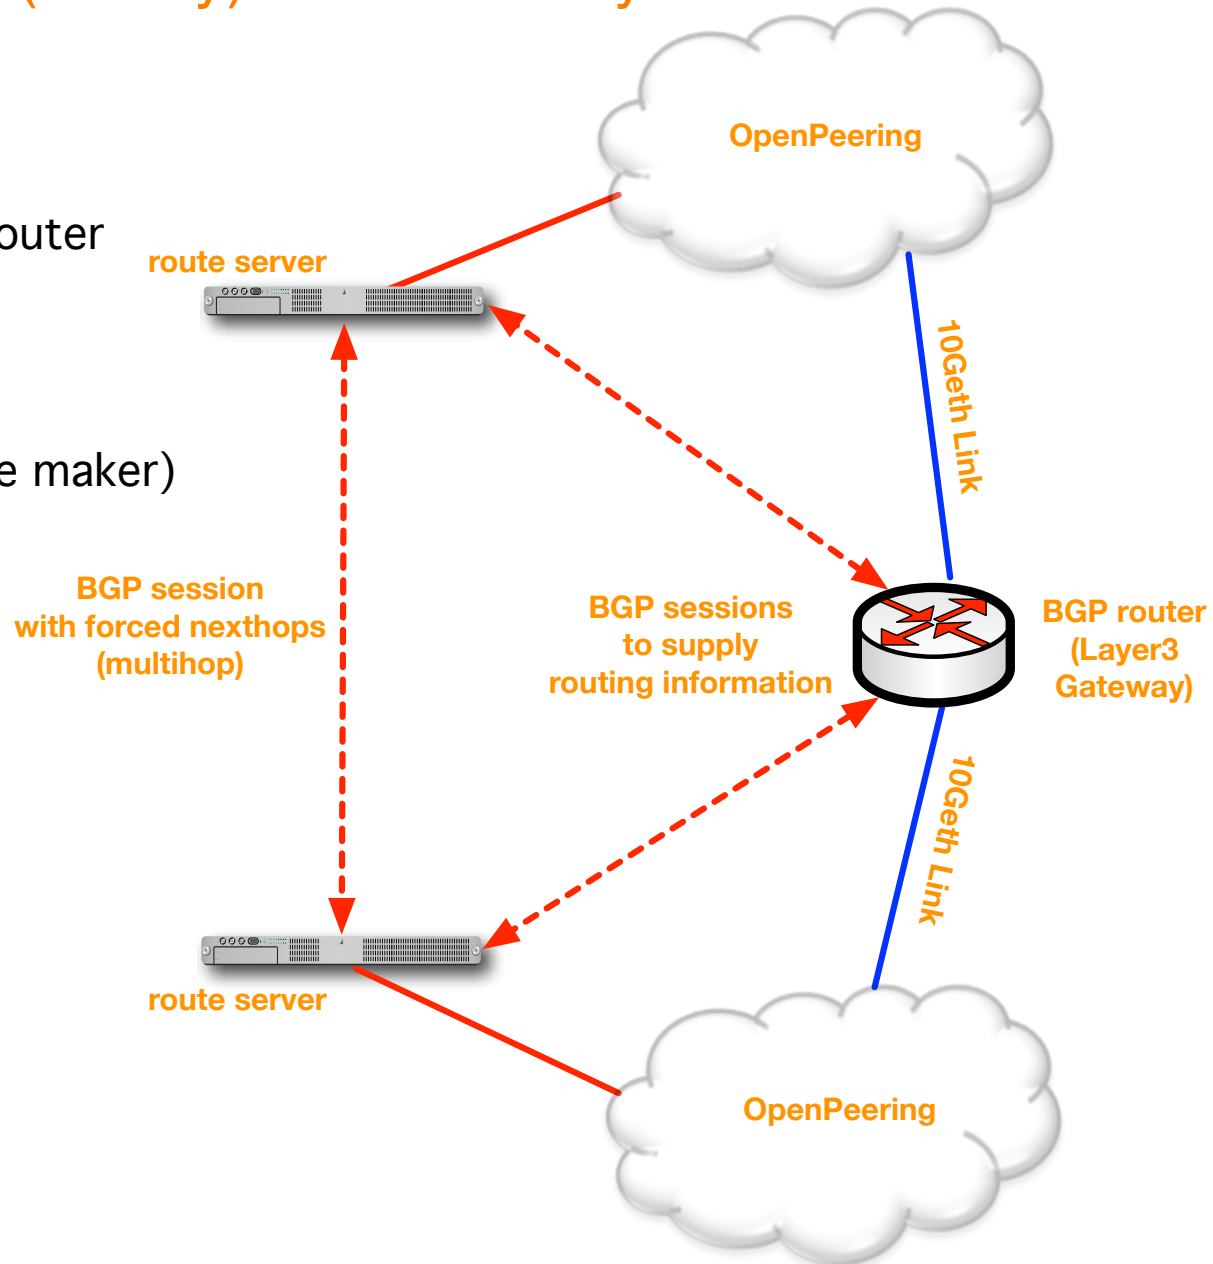 OpenPeering
outer
route server
10Geth Link
e maker)
BGP session
with forced nexthops
(multihop)
BGP sessions
to supply
routing information
BGP router
(Layer3
Gateway)
10Geth Link
route server
OpenPeering